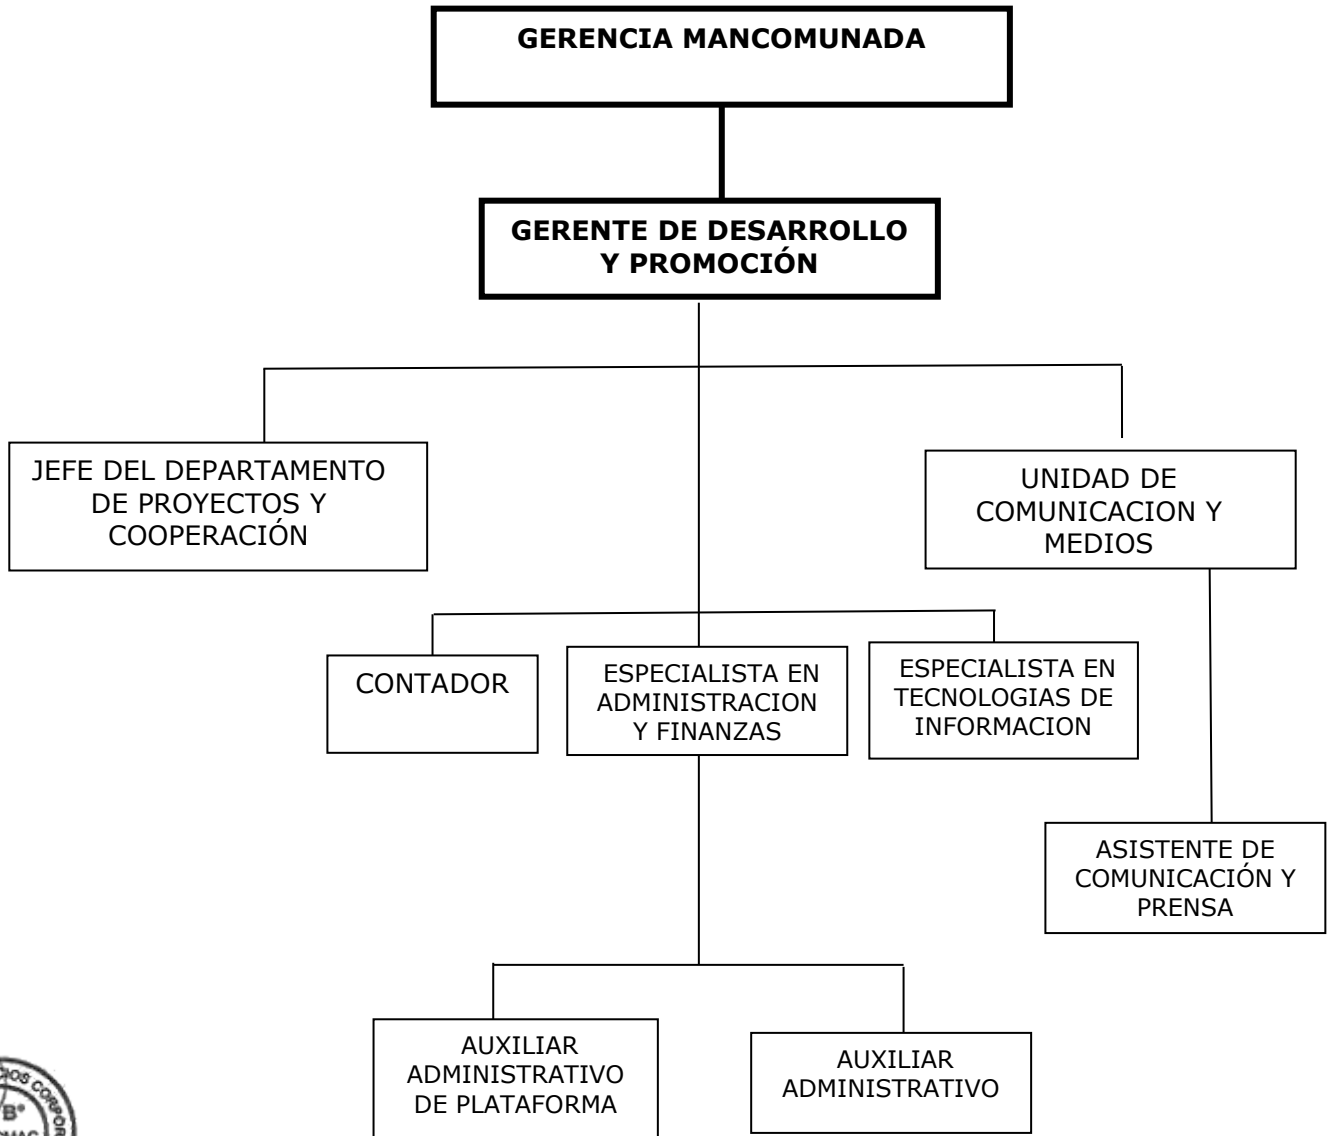 GERENCIA MANCOMUNADA
GERENTE DE DESARROLLO
Y PROMOCIÓN
JEFE DEL DEPARTAMENTO
DE PROYECTOS Y
COOPERACIÓN
UNIDAD DE
COMUNICACION Y
MEDIOS
CONTADOR
ESPECIALISTA EN
ADMINISTRACION
Y FINANZAS
ESPECIALISTA EN
TECNOLOGIAS DE
INFORMACION
ASISTENTE DE
COMUNICACIÓN Y
PRENSA
AUXILIAR
ADMINISTRATIVO
DE PLATAFORMA
AUXILIAR
ADMINISTRATIVO
B°